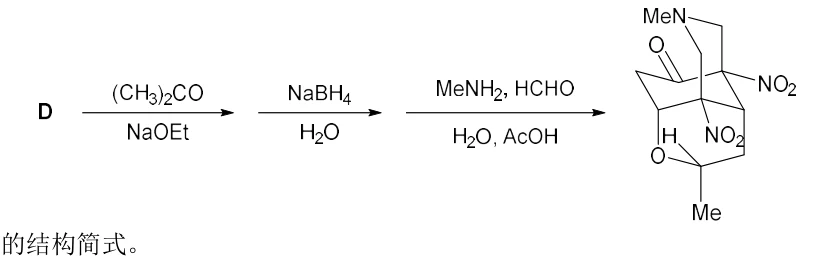 MeN
O
NO₂
D (CH₃)₂CO NaBH₄ MeNH₂, HCHO
NaOEt H₂O H₂O, AcOH
NO₂
H
O
Me
的结构简式。